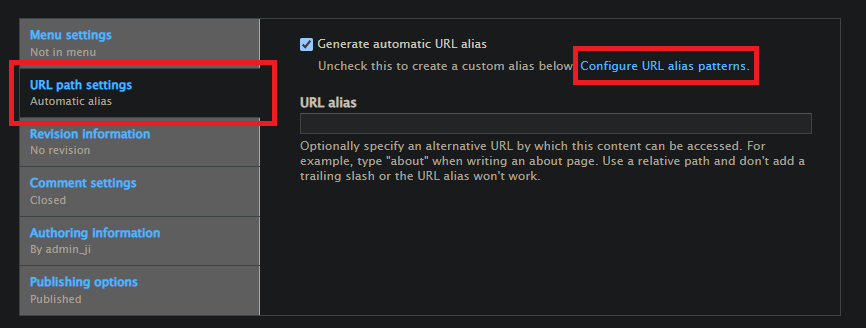 Menu settings
Not in menu
URL path settings
Automatic alias
Revision information
No revision
Comment settings
Closed
Authoring information
By admin_ji
Publishing options
Published
Generate automatic URL alias
Uncheck this to create a custom alias below. Configure URL alias patterns.
URL alias
Optionally specify an alternative URL by which this content can be accessed. For
example, type "about" when writing an about page. Use a relative path and don't add a
trailing slash or the URL alias won't work.